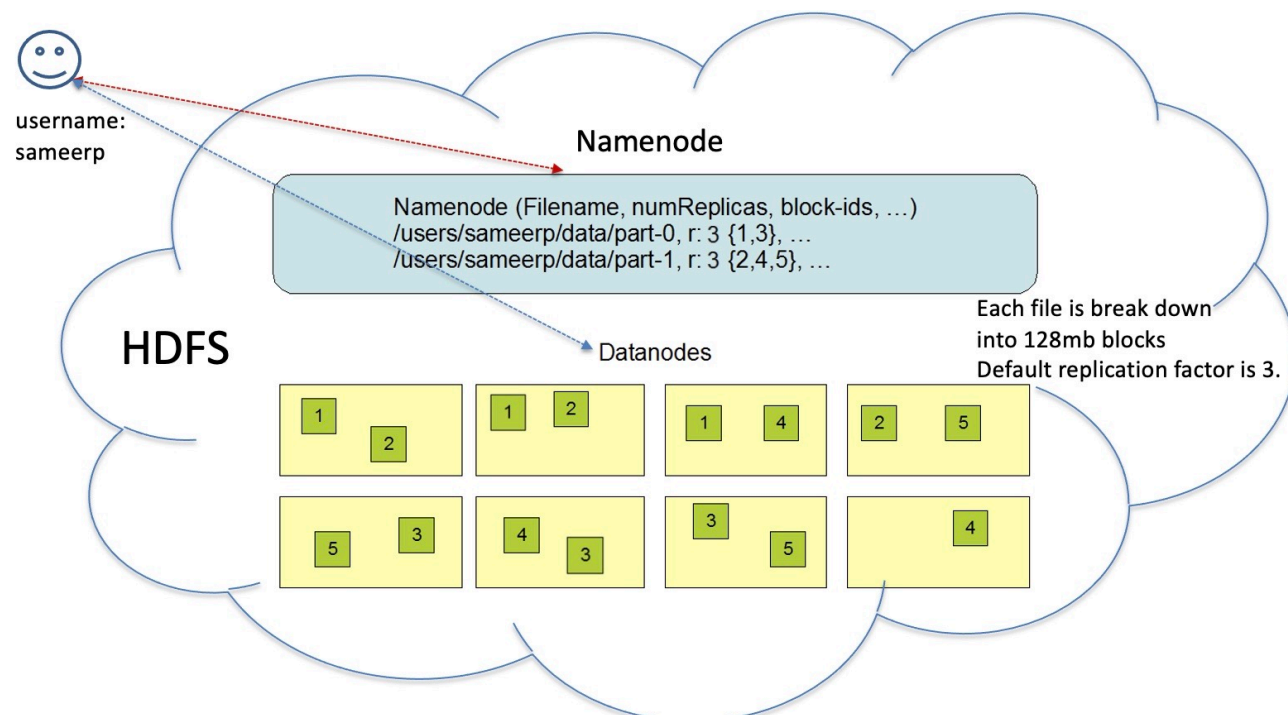 username:
sameerp
Namenode
Namenode (Filename, numReplicas, block-ids, …)
/users/sameerp/data/part-0, r: 3 {1,3}, …
/users/sameerp/data/part-1, r: 3 {2,4,5}, …
HDFS
Each file is break down
into 128mb blocks
Default replication factor is 3.
Datanodes
1 2 1 2 1 4 2 5
5 3 4 3 3 5 4